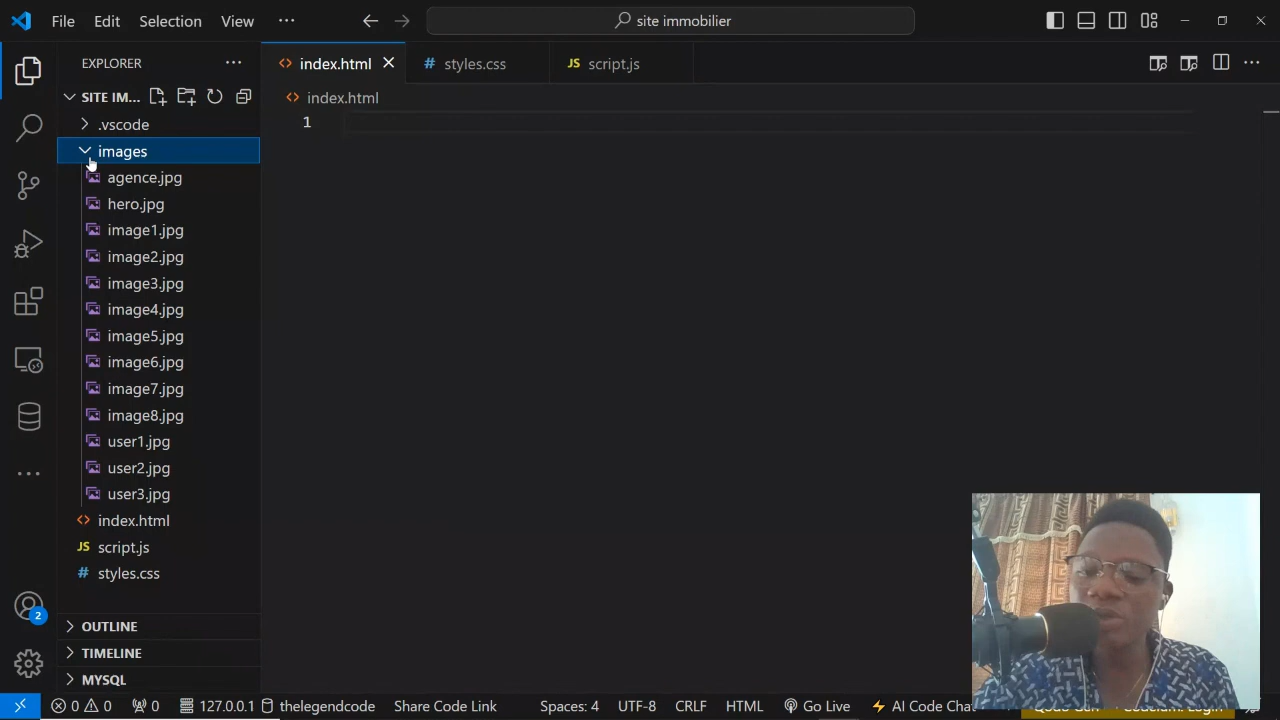 File Edit Selection View ··· site immobilier
EXPLORER ···
SITE IM...
.vscode
images
agence.jpg
hero.jpg
image1.jpg
image2.jpg
image3.jpg
image4.jpg
image5.jpg
image6.jpg
image7.jpg
image8.jpg
user1.jpg
user2.jpg
user3.jpg
index.html
JS script.js
# styles.css
OUTLINE
TIMELINE
MYSQL
2
index.html # styles.css JS script.js
index.html
1
0 0 0 127.0.0.1 thelegendcode Share Code Link Spaces: 4 UTF-8 CRLF HTML Go Live AI Code Chat